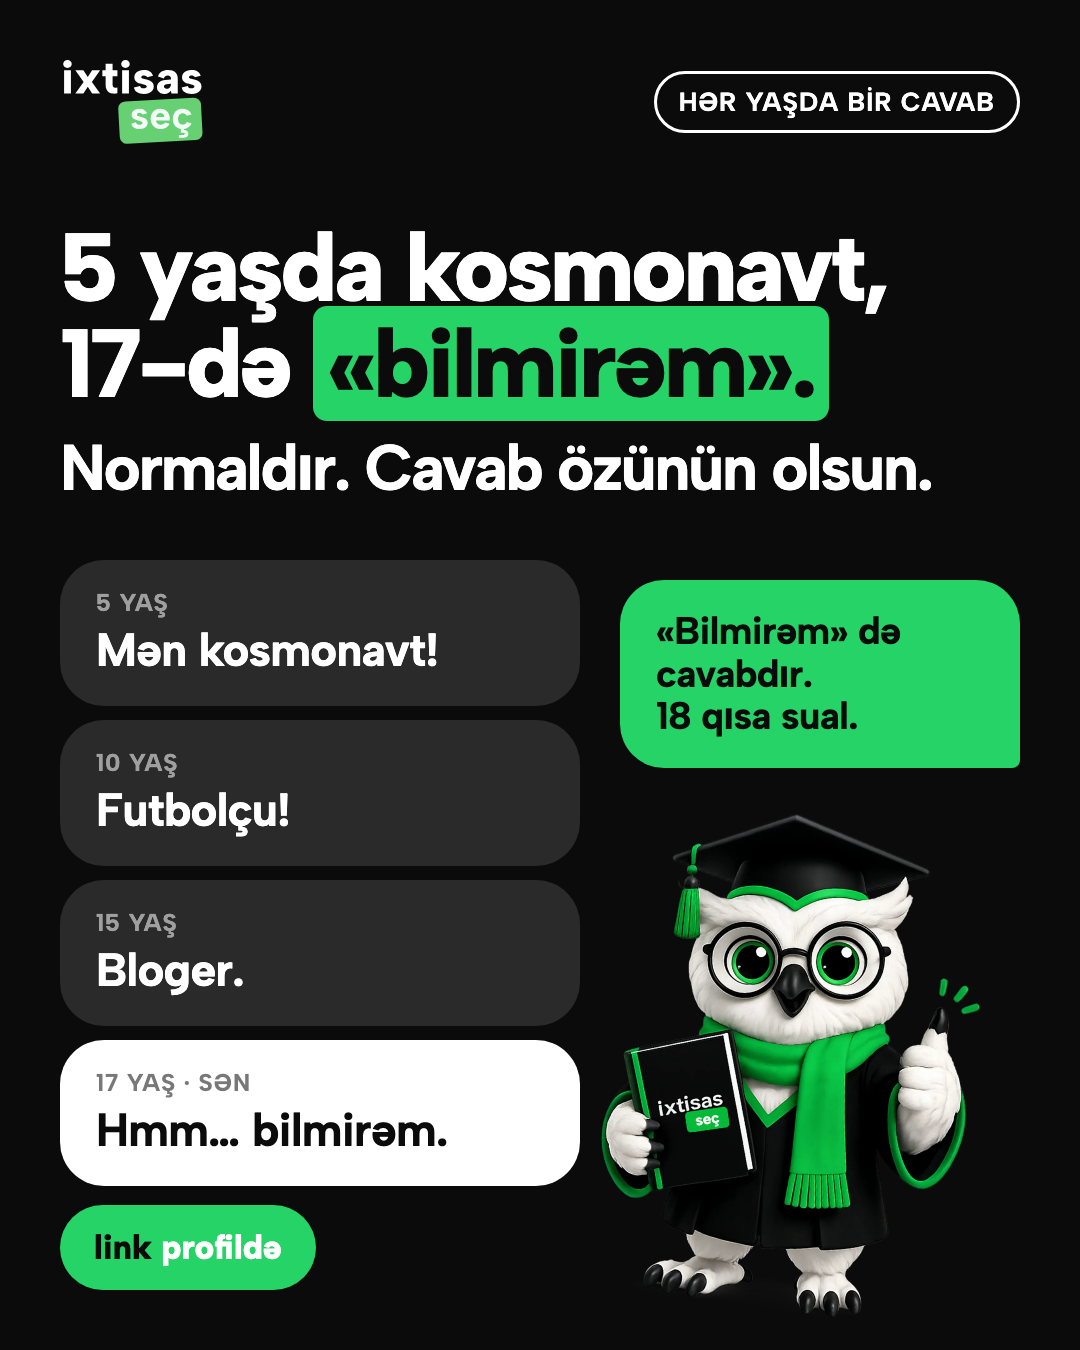 ixtisas
seç
HƏR YAŞDA BİR CAVAB
5 yaşda kosmonavt,
17-də «bilmirəm».
Normaldır. Cavab özünün olsun.
5 YAŞ
Mən kosmonavt!
10 YAŞ
Futbolçu!
15 YAŞ
Bloger.
17 YAŞ · SƏN
Hmm... bilmirəm.
«Bilmirəm» də
cavabdır.
18 qısa sual.
ixtisas
seç
link profildə